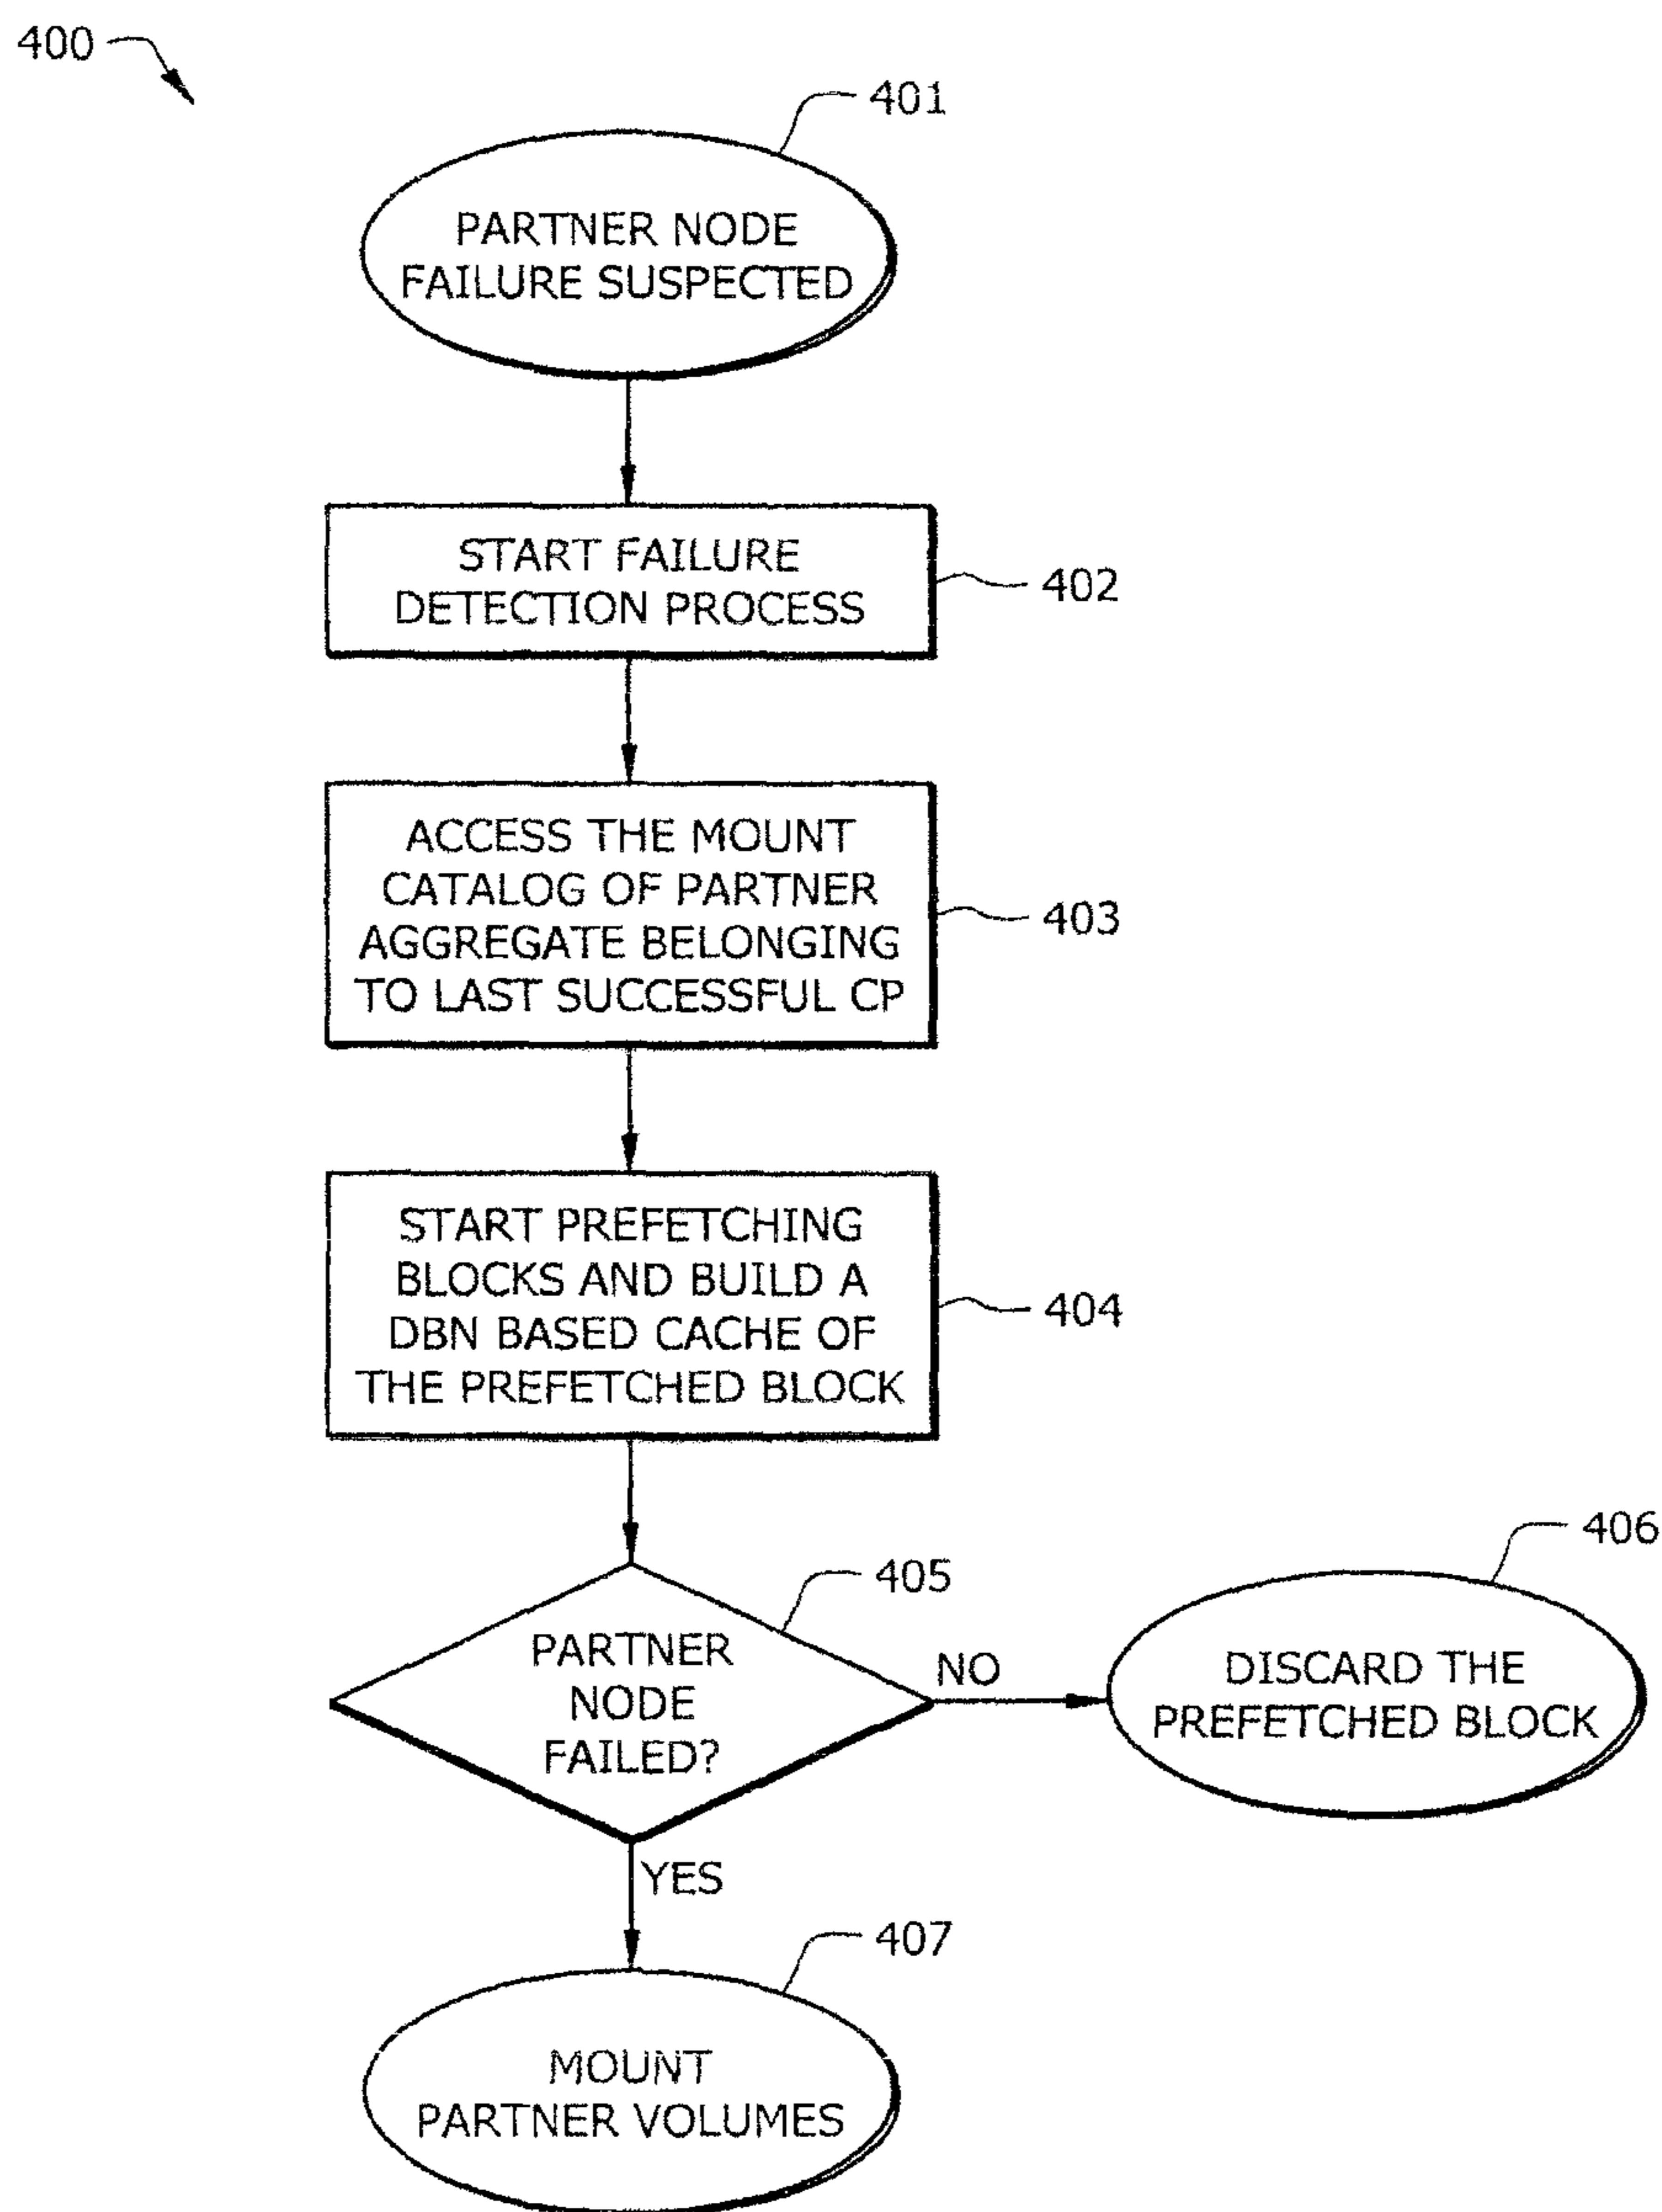 400
401
PARTNER NODE
FAILURE SUSPECTED
START FAILURE
DETECTION PROCESS
402
ACCESS THE MOUNT
CATALOG OF PARTNER
AGGREGATE BELONGING
TO LAST SUCCESSFUL CP
403
START PREFETCHING
BLOCKS AND BUILD A
DBN BASED CACHE OF
THE PREFETCHED BLOCK
404
405
PARTNER
NODE
FAILED?
NO
406
DISCARD THE
PREFETCHED BLOCK
YES
407
MOUNT
PARTNER VOLUMES